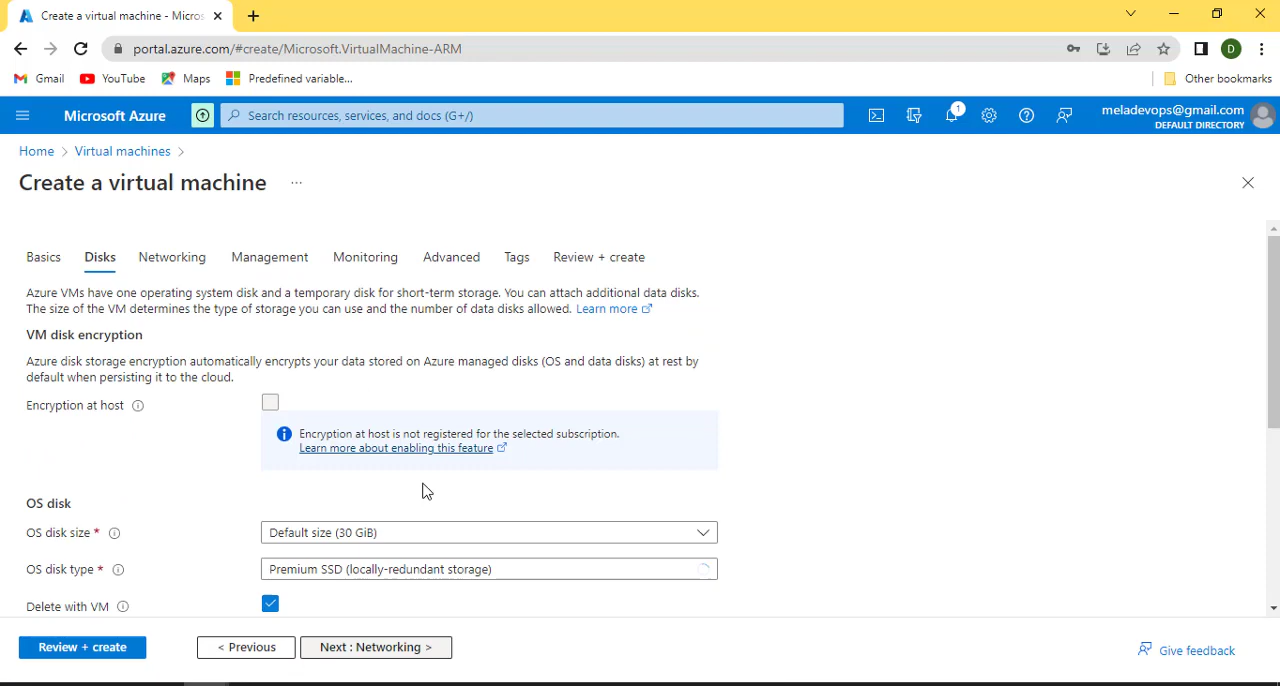 Create a virtual machine - Micros
portal.azure.com/#create/Microsoft.VirtualMachine-ARM
D
Gmail YouTube Maps Predefined variable... Other bookmarks
Microsoft Azure Search resources, services, and docs (G+/) 1 meladevops@gmail.com
DEFAULT DIRECTORY
Home > Virtual machines >
Create a virtual machine ...
Basics Disks Networking Management Monitoring Advanced Tags Review + create
Azure VMs have one operating system disk and a temporary disk for short-term storage. You can attach additional data disks.
The size of the VM determines the type of storage you can use and the number of data disks allowed. Learn more
VM disk encryption
Azure disk storage encryption automatically encrypts your data stored on Azure managed disks (OS and data disks) at rest by
default when persisting it to the cloud.
Encryption at host
Encryption at host is not registered for the selected subscription.
Learn more about enabling this feature
OS disk
OS disk size * Default size (30 GiB)
OS disk type * Premium SSD (locally-redundant storage)
Delete with VM
Review + create < Previous Next : Networking > Give feedback